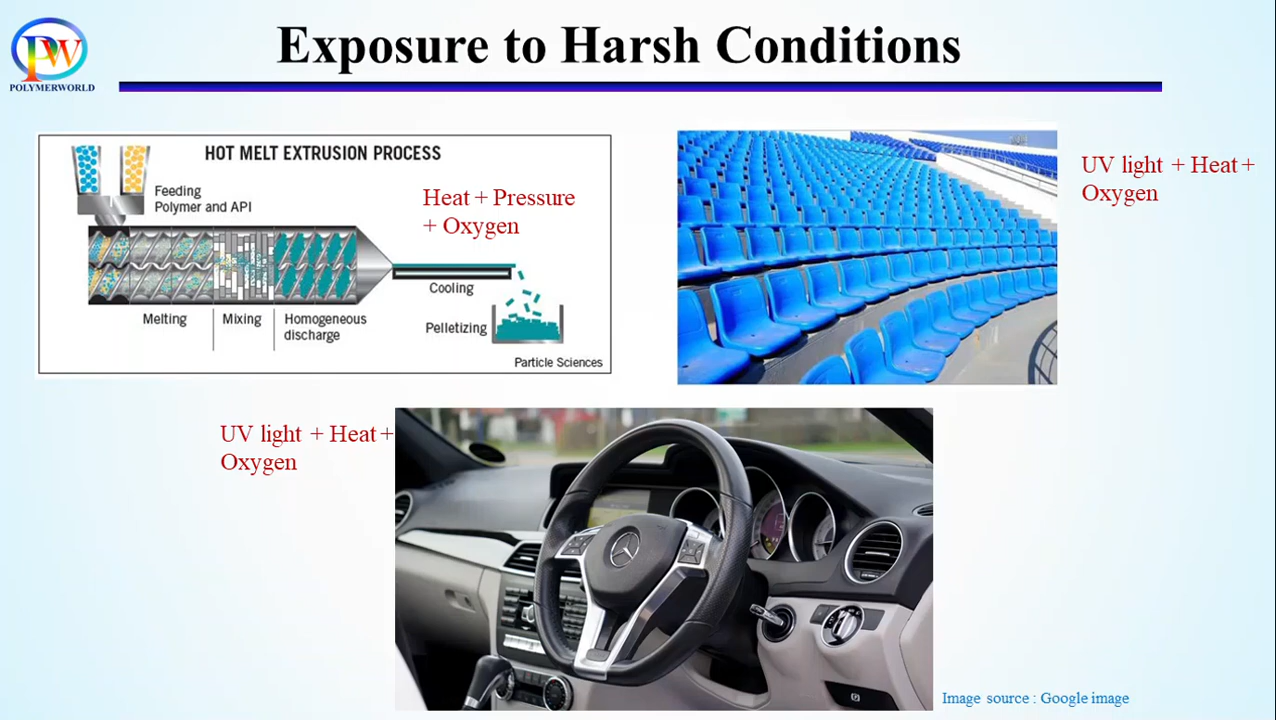 Exposure to Harsh Conditions
PW
POLYMERWORLD
HOT MELT EXTRUSION PROCESS
Feeding
Polymer and API
Heat + Pressure
+ Oxygen
Cooling
Melting
Mixing
Homogeneous
discharge
Pelletizing
Particle Sciences
UV light + Heat +
Oxygen
UV light + Heat +
Oxygen
Image source : Google image